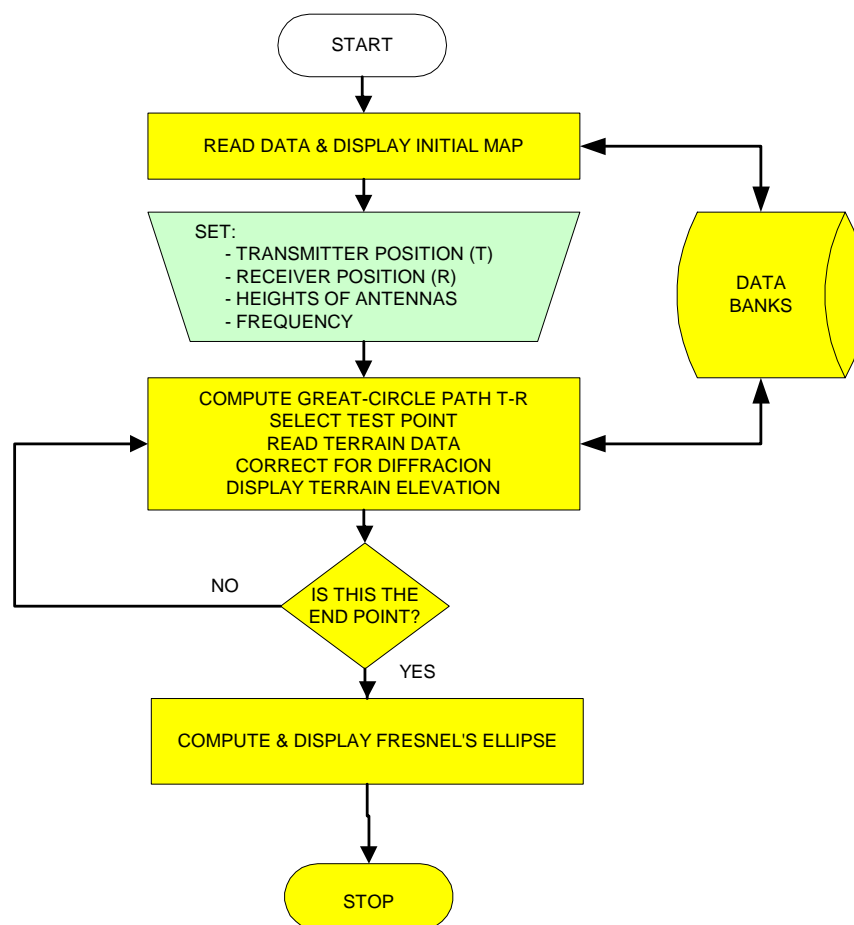 START
READ DATA & DISPLAY INITIAL MAP
SET:
- TRANSMITTER POSITION (T)
- RECEIVER POSITION (R)
- HEIGHTS OF ANTENNAS
- FREQUENCY
DATA
BANKS
COMPUTE GREAT-CIRCLE PATH T-R
SELECT TEST POINT
READ TERRAIN DATA
CORRECT FOR DIFFRACION
DISPLAY TERRAIN ELEVATION
NO
IS THIS THE
END POINT?
YES
COMPUTE & DISPLAY FRESNEL'S ELLIPSE
STOP